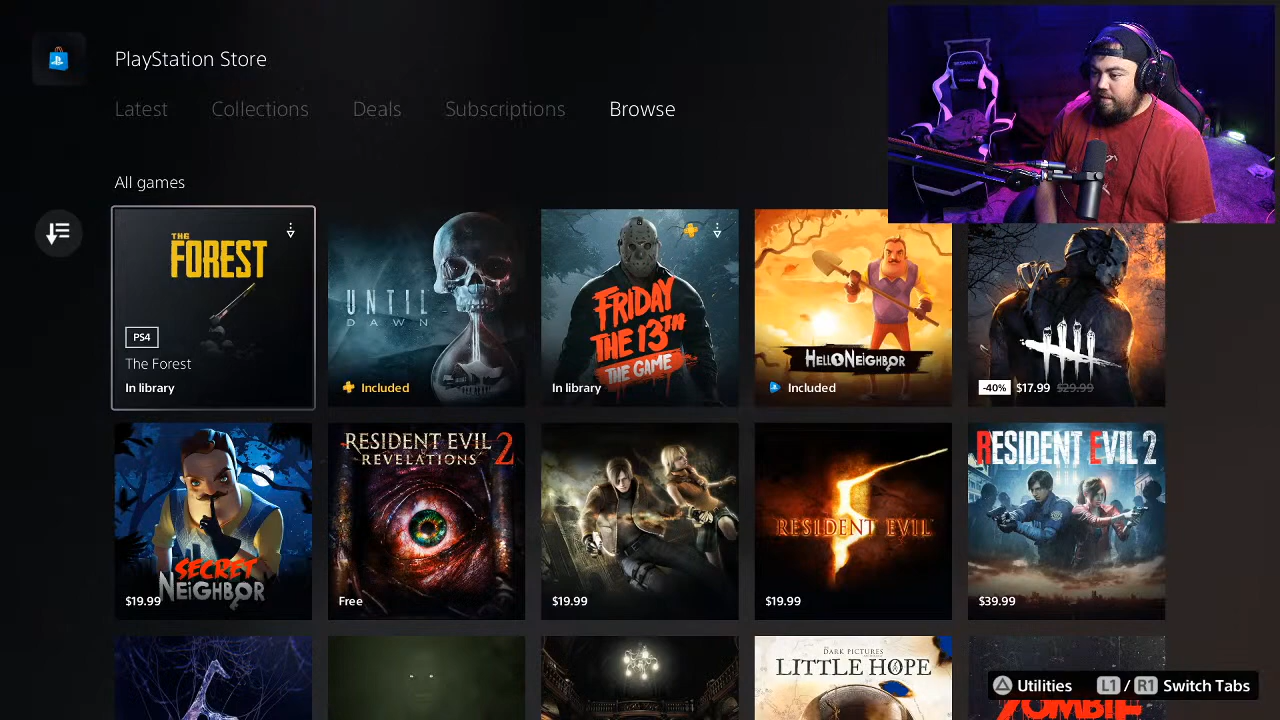 PlayStation Store
Latest
Collections
Deals
Subscriptions
Browse
All games
THE
FOREST
PS4
The Forest
In library
UNTIL
DAWN
Included
FRIDAY
THE 13TH
THE GAME
In library
HELLO NEIGHBOR
Included
-40% $17.99 $29.99
SECRET
NEIGHBOR
$19.99
RESIDENT EVIL
REVELATIONS 2
Free
$19.99
RESIDENT EVIL
5
$19.99
RESIDENT EVIL 2
$39.99
DARK PICTURES
LITTLE HOPE
ZOMBIE
L1 / R1 Switch Tabs
Utilities